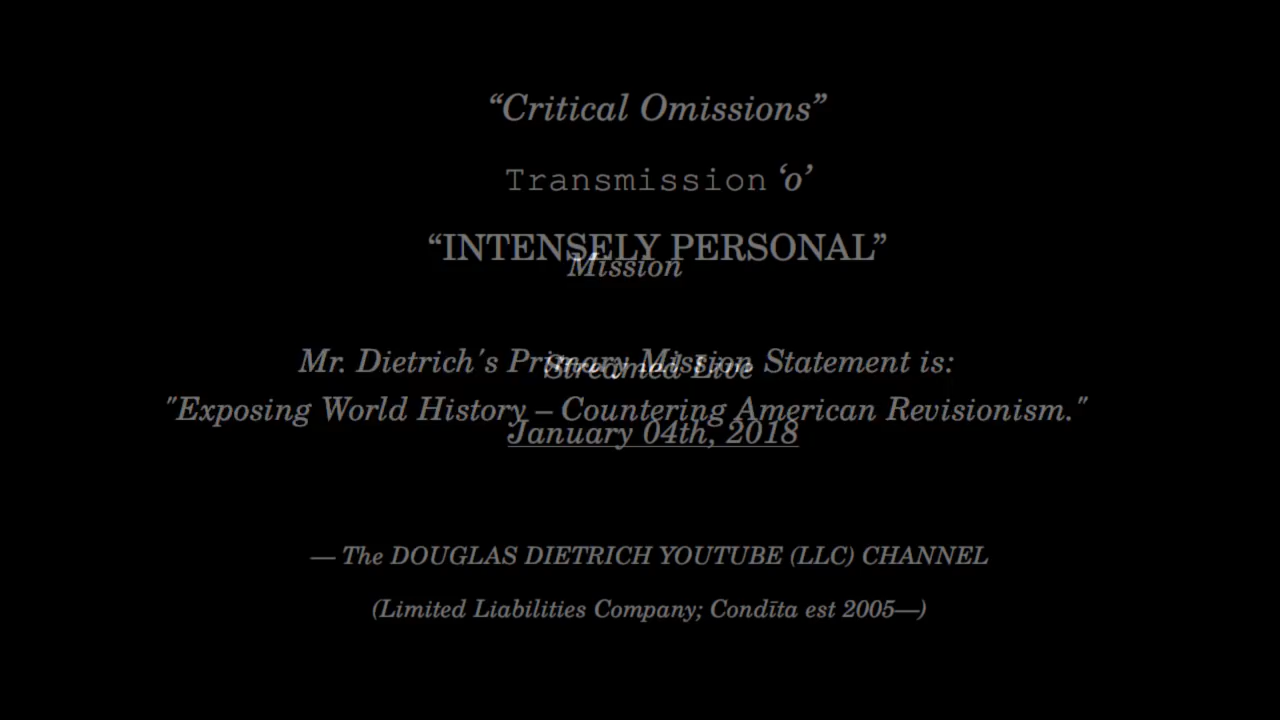 “Critical Omissions”
Transmission ‘o’
“INTENSELY PERSONAL”
Mission
Mr. Dietrich's Primary Mission Statement is:
Streamed Live
"Exposing World History – Countering American Revisionism."
January 04th, 2018
— The DOUGLAS DIETRICH YOUTUBE (LLC) CHANNEL
(Limited Liabilities Company; Condīta est 2005—)